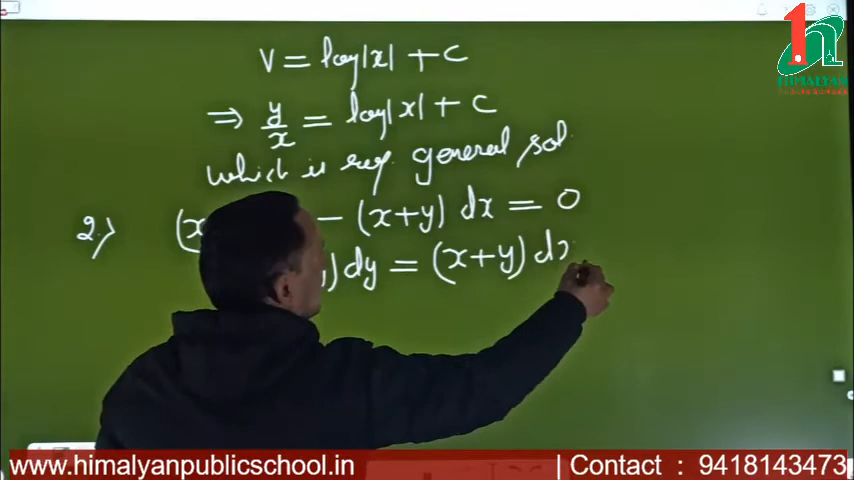 V = log|x| + C
⇒ y/x = log|x| + C
which is req. general sol.
2.) (x - (x+y) dx = 0
) dy = (x+y) dx
HIMALYAN
www.himalyanpublicschool.in | Contact : 9418143473